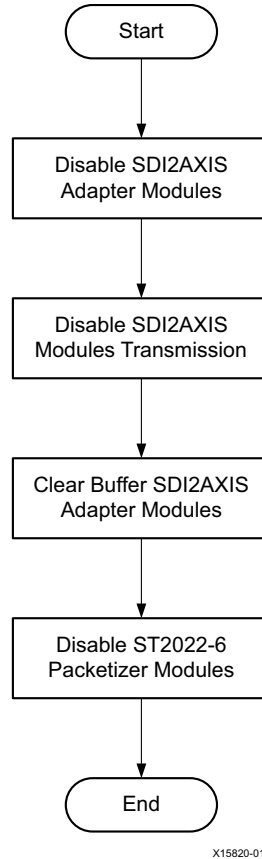 Start
Disable SDI2AXIS
Adapter Modules
Disable SDI2AXIS
Modules Transmission
Clear Buffer SDI2AXIS
Adapter Modules
Disable ST2022-6
Packetizer Modules
End